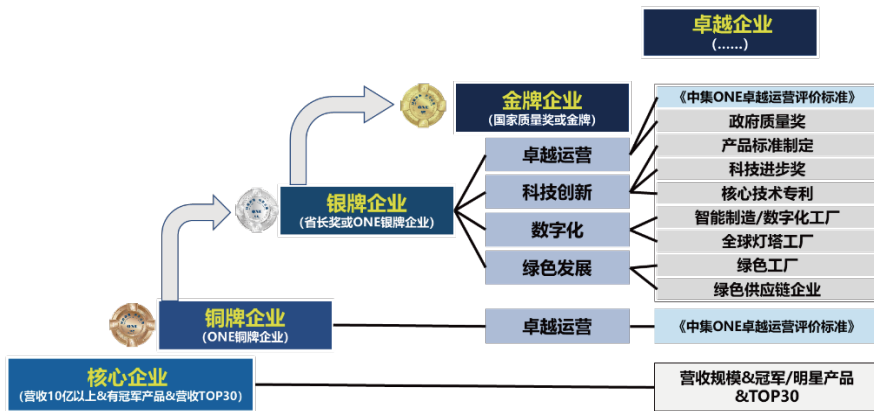 卓越企业
(……)
金牌企业
(国家质量奖或金牌)
《中集ONE卓越运营评价标准》
政府质量奖
卓越运营
产品标准制定
科技进步奖
科技创新
核心技术专利
银牌企业
(省长奖或ONE银牌企业)
数字化
智能制造/数字化工厂
全球灯塔工厂
绿色发展
绿色工厂
绿色供应链企业
铜牌企业
(ONE铜牌企业)
卓越运营
《中集ONE卓越运营评价标准》
核心企业
(营收10亿以上&有冠军产品&营收TOP30)
营收规模&冠军/明星产品
&TOP30
ONE
ONE
ONE